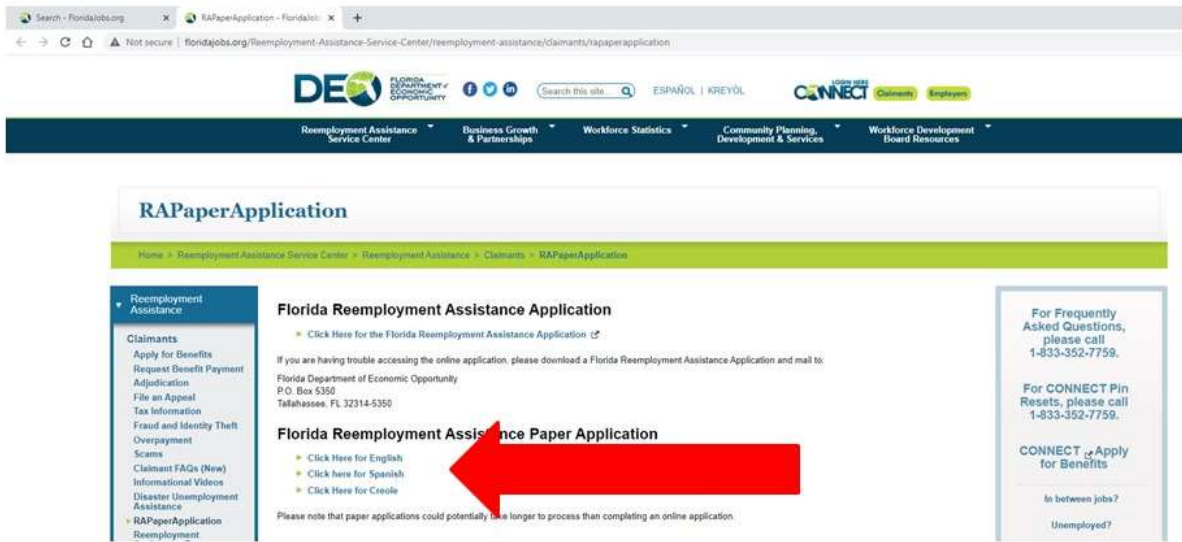 Search - FloridaJobs.org
RAPaperApplication - FloridaJob
Not secure | floridajobs.org/Reemployment-Assistance-Service-Center/reemployment-assistance/claimants/rapaperapplication
DEO FLORIDA DEPARTMENT of ECONOMIC OPPORTUNITY
Search this site...
ESPAÑOL | KREYÒL
LOGIN HERE
CONNECT Claimants Employers
Reemployment Assistance Service Center
Business Growth & Partnerships
Workforce Statistics
Community Planning, Development & Services
Workforce Development Board Resources
RAPaperApplication
Home > Reemployment Assistance Service Center > Reemployment Assistance > Claimants > RAPaperApplication
Reemployment
Assistance
Claimants
Apply for Benefits
Request Benefit Payment
Adjudication
File an Appeal
Tax Information
Fraud and Identity Theft
Overpayment
Scams
Claimant FAQs (New)
Informational Videos
Disaster Unemployment
Assistance
RAPaperApplication
Reemployment
Florida Reemployment Assistance Application
Click Here for the Florida Reemployment Assistance Application
If you are having trouble accessing the online application, please download a Florida Reemployment Assistance Application and mail to:
Florida Department of Economic Opportunity
P.O. Box 5350
Tallahassee, FL 32314-5350
Florida Reemployment Assistance Paper Application
Click Here for English
Click here for Spanish
Click Here for Creole
Please note that paper applications could potentially take longer to process than completing an online application
For Frequently
Asked Questions,
please call
1-833-352-7759.
For CONNECT Pin
Resets, please call
1-833-352-7759.
CONNECT Apply
for Benefits
In between jobs?
Unemployed?